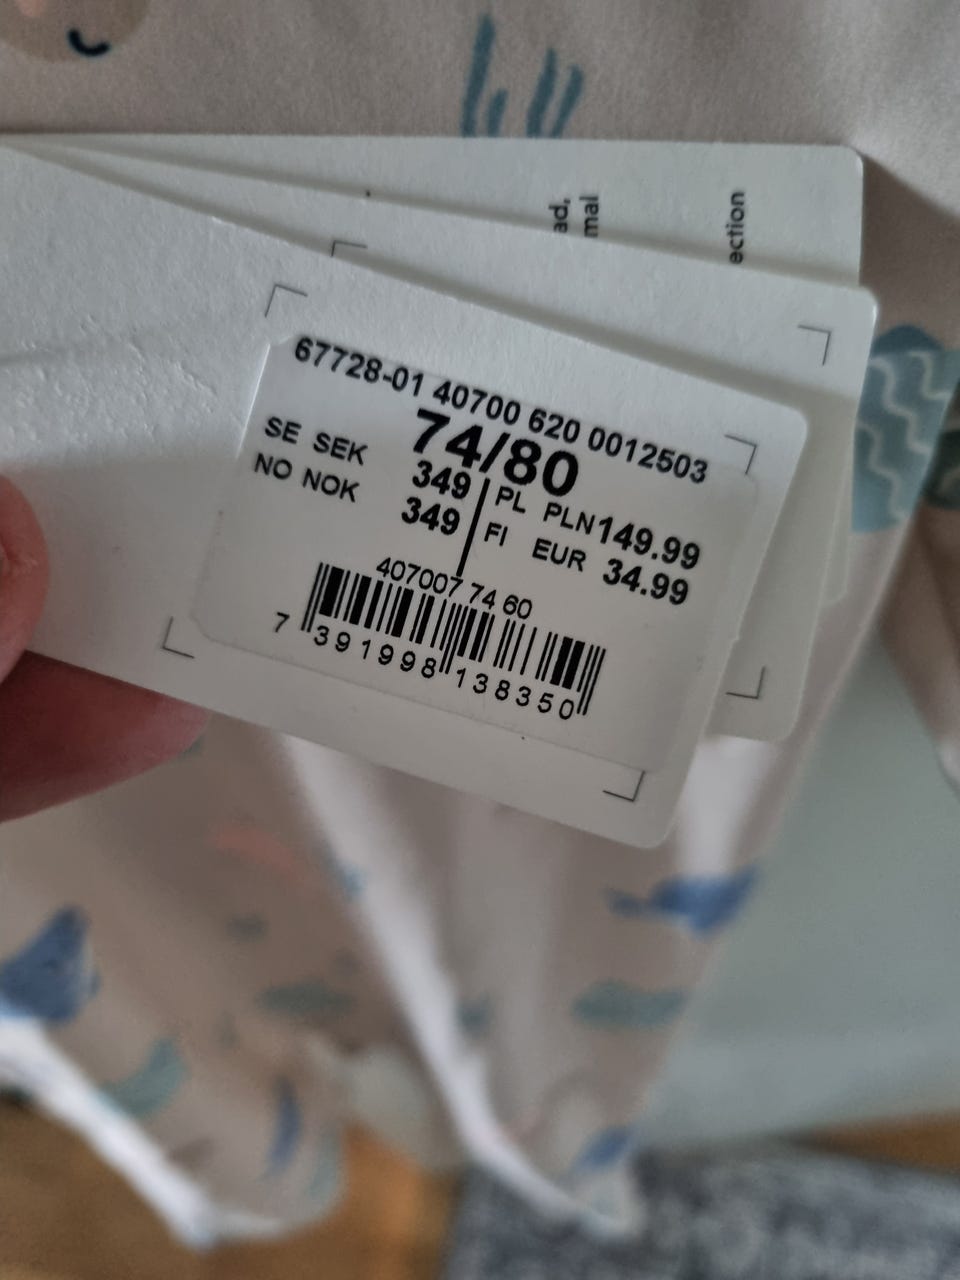 ad,
mal
ection
67728-01 40700 620 0012503
74/80
SE SEK 349 PL PLN149.99
NO NOK 349 FI EUR 34.99
407007 74 60
7 391998 138350